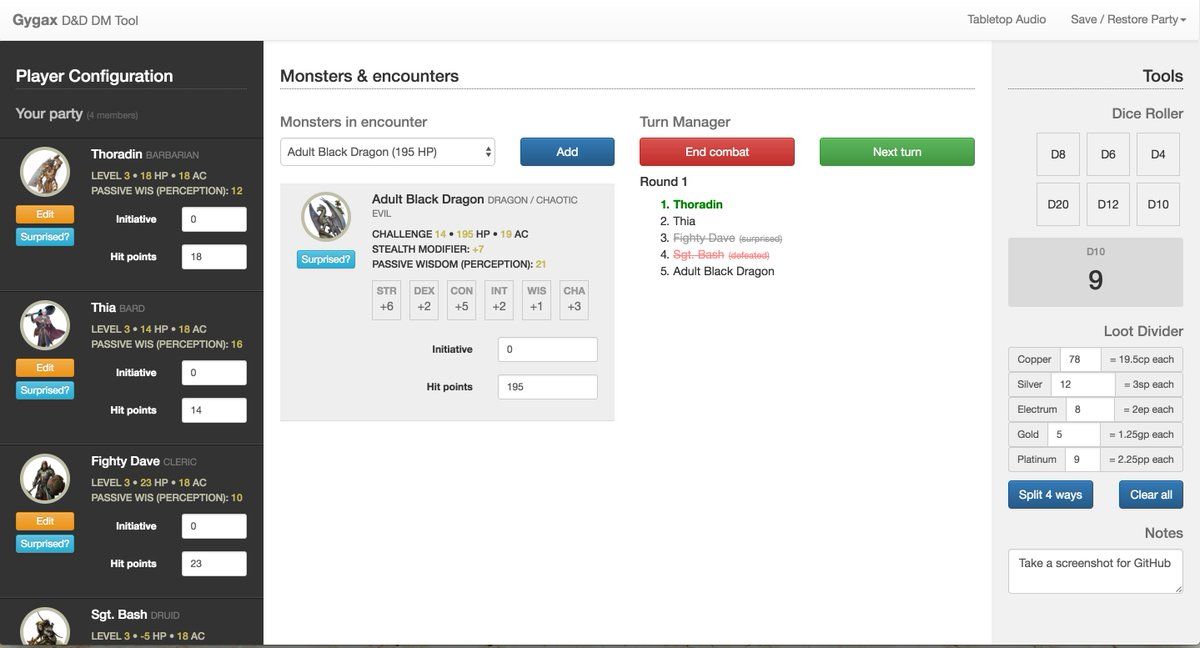 Gygax D&D DM Tool
Tabletop Audio
Save / Restore Party
Player Configuration
Your party (4 members)
Thoradin BARBARIAN
LEVEL 3 • 18 HP • 18 AC
PASSIVE WIS (PERCEPTION): 12
Edit
Surprised?
Initiative 0
Hit points 18
Thia BARD
LEVEL 3 • 14 HP • 18 AC
PASSIVE WIS (PERCEPTION): 16
Edit
Surprised?
Initiative 0
Hit points 14
Fighty Dave CLERIC
LEVEL 3 • 23 HP • 18 AC
PASSIVE WIS (PERCEPTION): 10
Edit
Surprised?
Initiative 0
Hit points 23
Sgt. Bash DRUID
LEVEL 3 • -5 HP • 18 AC
Monsters & encounters
Monsters in encounter
Adult Black Dragon (195 HP)
Add
Adult Black Dragon DRAGON / CHAOTIC
EVIL
CHALLENGE 14 • 195 HP • 19 AC
STEALTH MODIFIER: +7
PASSIVE WISDOM (PERCEPTION): 21
Surprised?
STR DEX CON INT WIS CHA
+6 +2 +5 +2 +1 +3
Initiative 0
Hit points 195
Turn Manager
End combat
Next turn
Round 1
1. Thoradin
2. Thia
3. Fighty Dave (surprised)
4. Sgt. Bash (defeated)
5. Adult Black Dragon
Tools
Dice Roller
D8 D6 D4
D20 D12 D10
D10
9
Loot Divider
Copper 78 = 19.5cp each
Silver 12 = 3sp each
Electrum 8 = 2ep each
Gold 5 = 1.25gp each
Platinum 9 = 2.25pp each
Split 4 ways
Clear all
Notes
Take a screenshot for GitHub